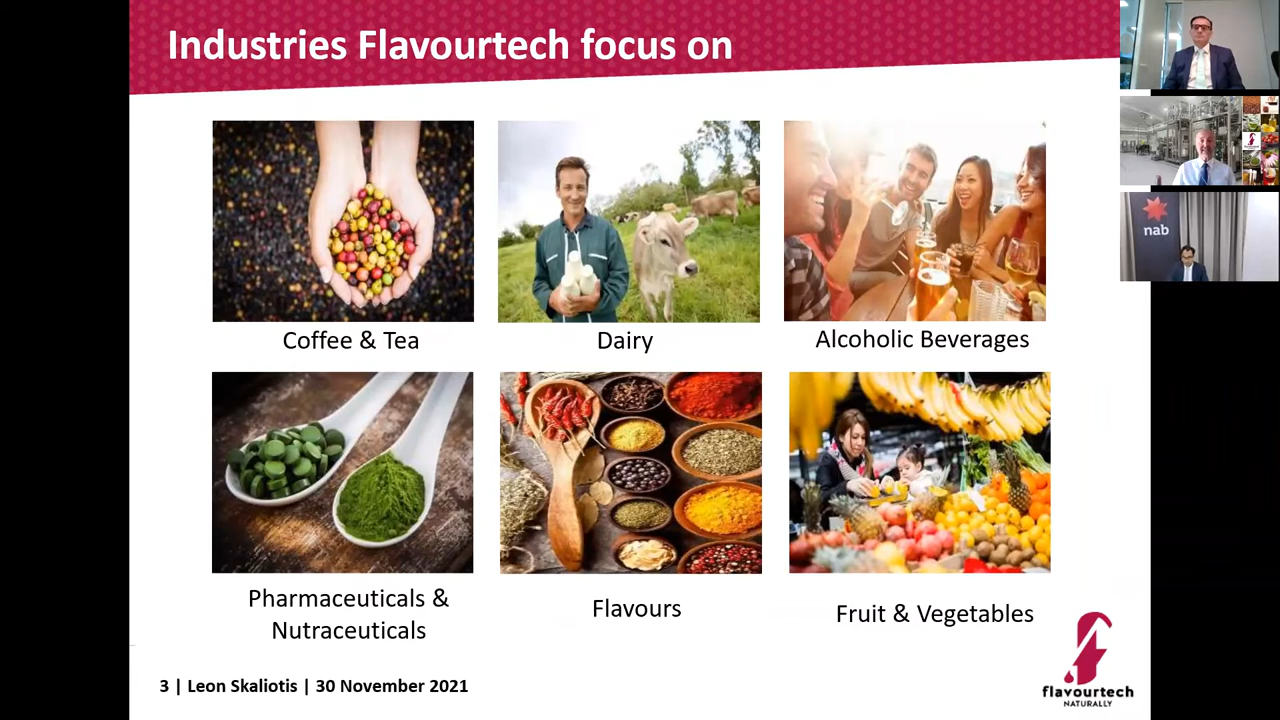 Industries Flavourtech focus on
Coffee & Tea
Dairy
Alcoholic Beverages
Pharmaceuticals &
Nutraceuticals
Flavours
Fruit & Vegetables
3 | Leon Skaliotis | 30 November 2021
flavourtech
NATURALLY
nab